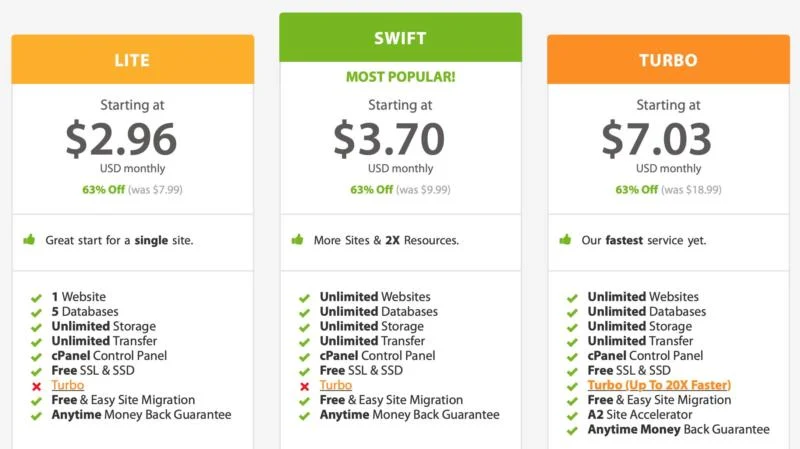 LITE
Starting at
$2.96
USD monthly
63% Off (was $7.99)
Great start for a single site.
1 Website
5 Databases
Unlimited Storage
Unlimited Transfer
cPanel Control Panel
Free SSL & SSD
Turbo
Free & Easy Site Migration
Anytime Money Back Guarantee
SWIFT
MOST POPULAR!
Starting at
$3.70
USD monthly
63% Off (was $9.99)
More Sites & 2X Resources.
Unlimited Websites
Unlimited Databases
Unlimited Storage
Unlimited Transfer
cPanel Control Panel
Free SSL & SSD
Turbo
Free & Easy Site Migration
Anytime Money Back Guarantee
TURBO
Starting at
$7.03
USD monthly
63% Off (was $18.99)
Our fastest service yet.
Unlimited Websites
Unlimited Databases
Unlimited Storage
Unlimited Transfer
cPanel Control Panel
Free SSL & SSD
Turbo (Up To 20X Faster)
Free & Easy Site Migration
A2 Site Accelerator
Anytime Money Back Guarantee